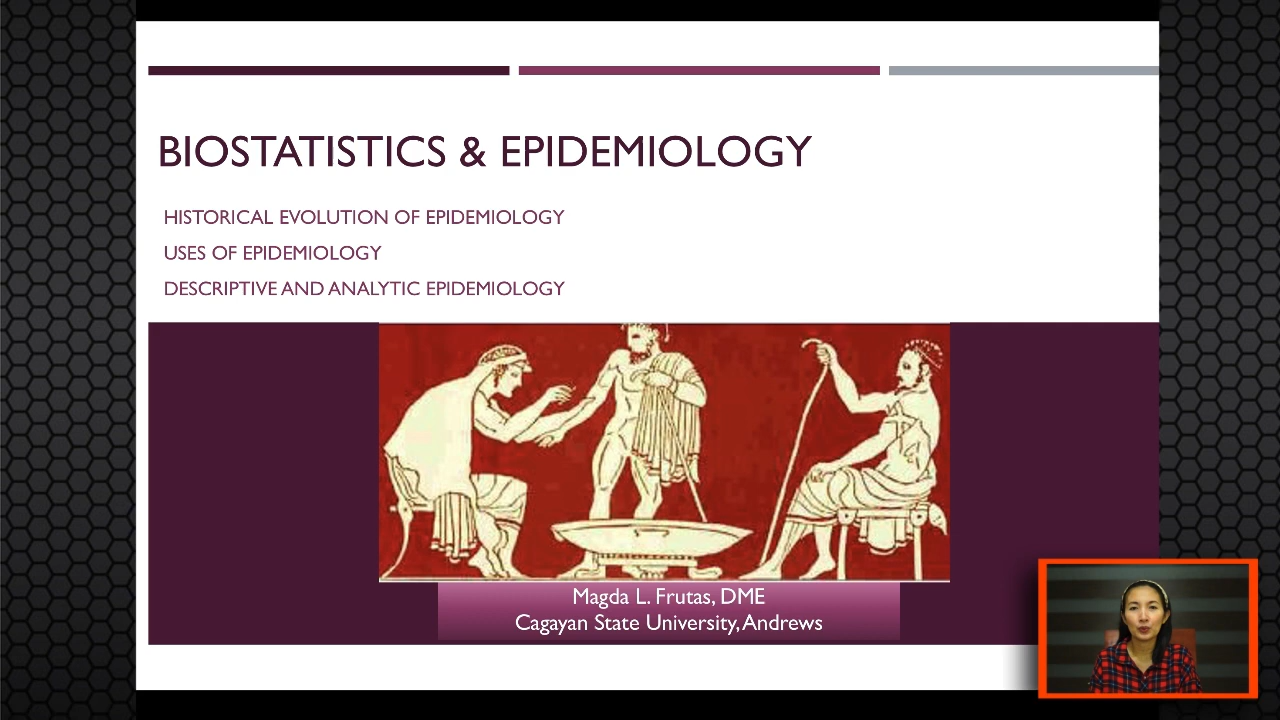 BIOSTATISTICS & EPIDEMIOLOGY
HISTORICAL EVOLUTION OF EPIDEMIOLOGY
USES OF EPIDEMIOLOGY
DESCRIPTIVE AND ANALYTIC EPIDEMIOLOGY
Magda L. Frutas, DME
Cagayan State University, Andrews